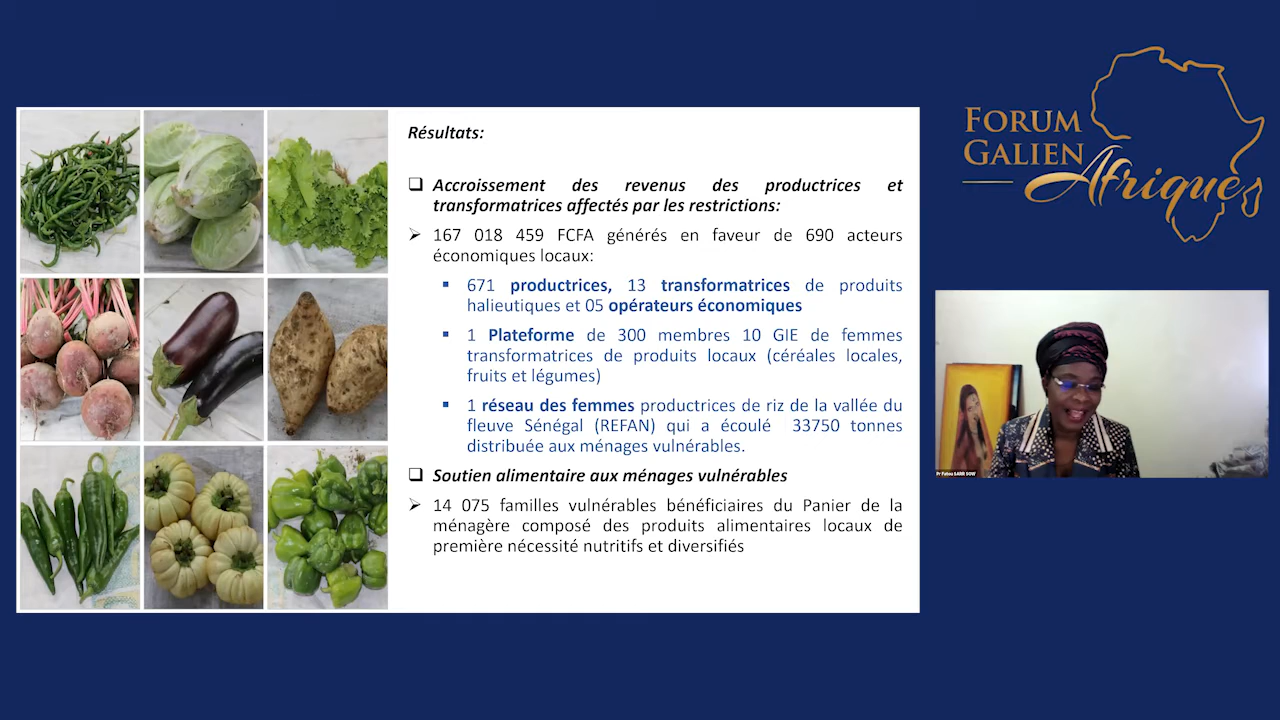 Résultats:
❑ Accroissement des revenus des productrices et
transformatrices affectés par les restrictions:
➢ 167 018 459 FCFA générés en faveur de 690 acteurs
économiques locaux:
▪ 671 productrices, 13 transformatrices de produits
halieutiques et 05 opérateurs économiques
▪ 1 Plateforme de 300 membres 10 GIE de femmes
transformatrices de produits locaux (céréales locales,
fruits et légumes)
▪ 1 réseau des femmes productrices de riz de la vallée du
fleuve Sénégal (REFAN) qui a écoulé 33750 tonnes
distribuée aux ménages vulnérables.
❑ Soutien alimentaire aux ménages vulnérables
➢ 14 075 familles vulnérables bénéficiaires du Panier de la
ménagère composé des produits alimentaires locaux de
première nécessité nutritifs et diversifiés
FORUM
GALIEN
Afrique
Pr Fatou SARR SOW